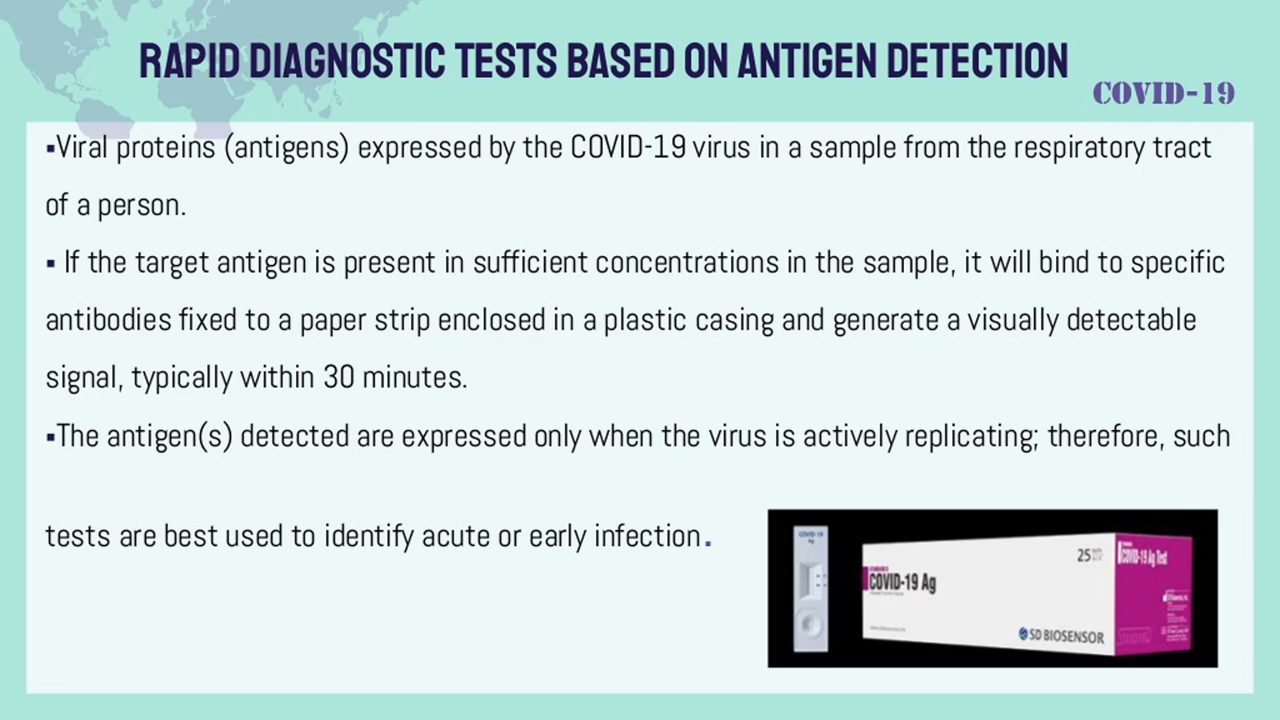 RAPID DIAGNOSTIC TESTS BASED ON ANTIGEN DETECTION
COVID-19
▪Viral proteins (antigens) expressed by the COVID-19 virus in a sample from the respiratory tract
of a person.
▪ If the target antigen is present in sufficient concentrations in the sample, it will bind to specific
antibodies fixed to a paper strip enclosed in a plastic casing and generate a visually detectable
signal, typically within 30 minutes.
▪The antigen(s) detected are expressed only when the virus is actively replicating; therefore, such
tests are best used to identify acute or early infection.
COVID-19
Ag
25
COVID-19 Ag
SD BIOSENSOR
COVID-19 Ag Test